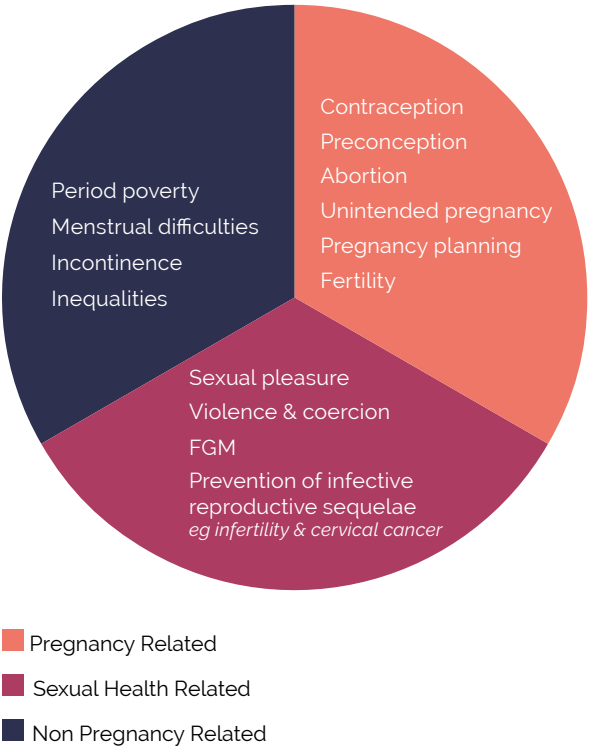 Contraception
Preconception
Abortion
Unintended pregnancy
Pregnancy planning
Fertility
Period poverty
Menstrual difficulties
Incontinence
Inequalities
Sexual pleasure
Violence & coercion
FGM
Prevention of infective
reproductive sequelae
eg infertility & cervical cancer
Pregnancy Related
Sexual Health Related
Non Pregnancy Related